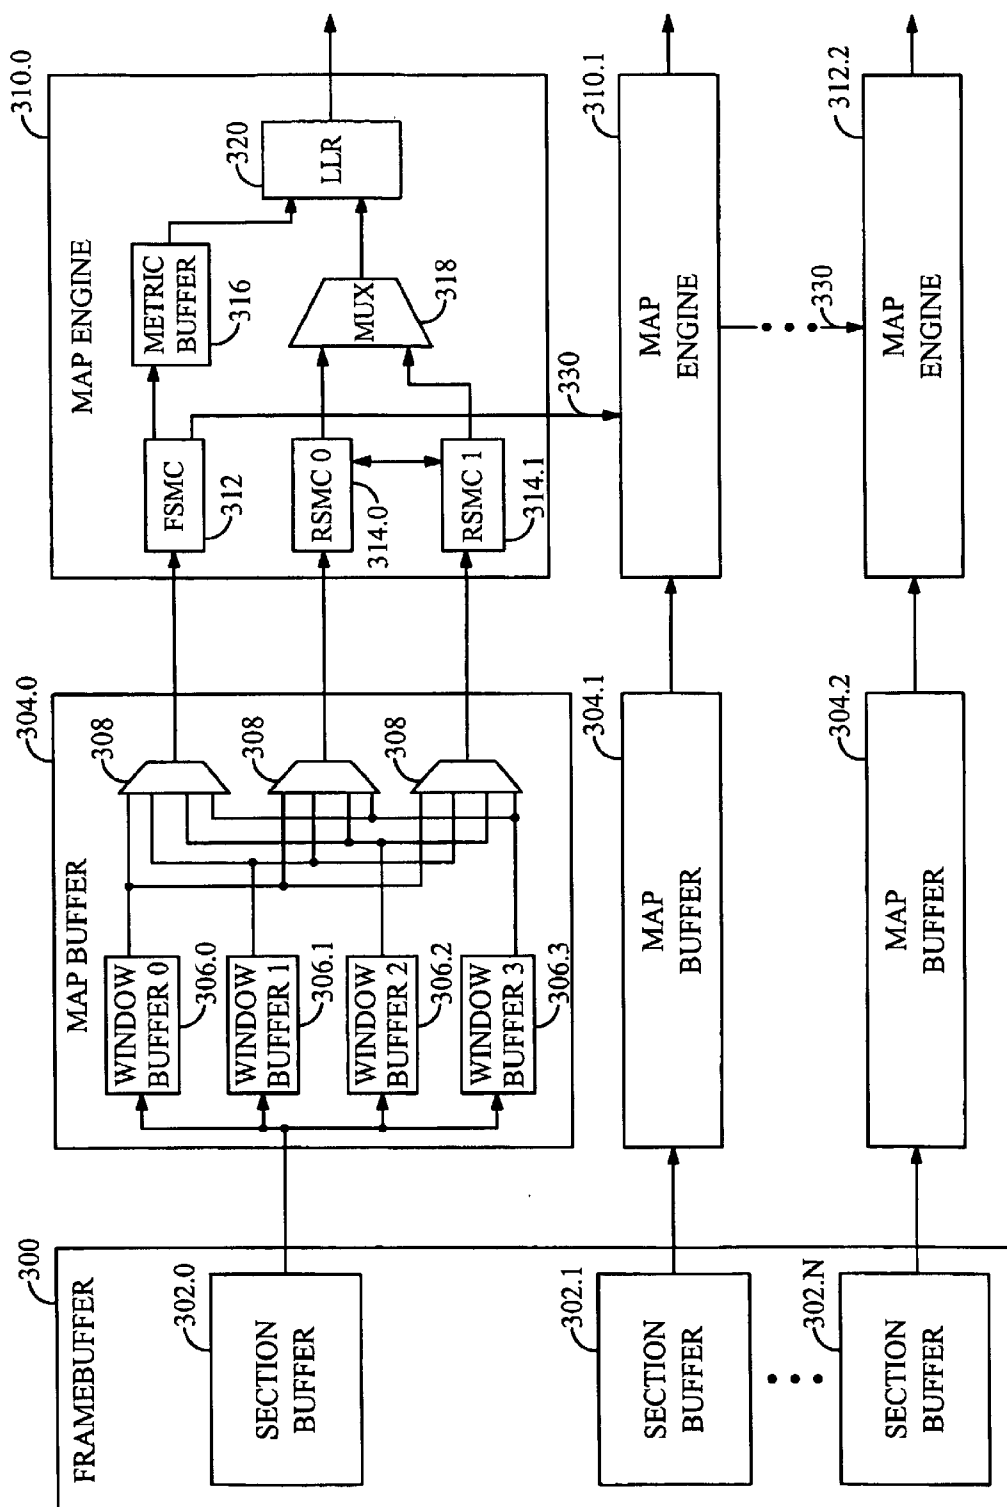 FRAMEBUFFER
300
SECTION
BUFFER
302.0
SECTION
BUFFER
302.1
SECTION
BUFFER
302.N
MAP BUFFER
304.0
WINDOW
BUFFER 0
306.0
WINDOW
BUFFER 1
306.1
WINDOW
BUFFER 2
306.2
WINDOW
BUFFER 3
306.3
308
308
308
MAP
BUFFER
304.1
MAP
BUFFER
304.2
MAP ENGINE
310.0
FSMC
312
METRIC
BUFFER
316
RSMC 0
314.0
RSMC 1
314.1
MUX
318
LLR
320
330
MAP
ENGINE
310.1
330
MAP
ENGINE
312.2